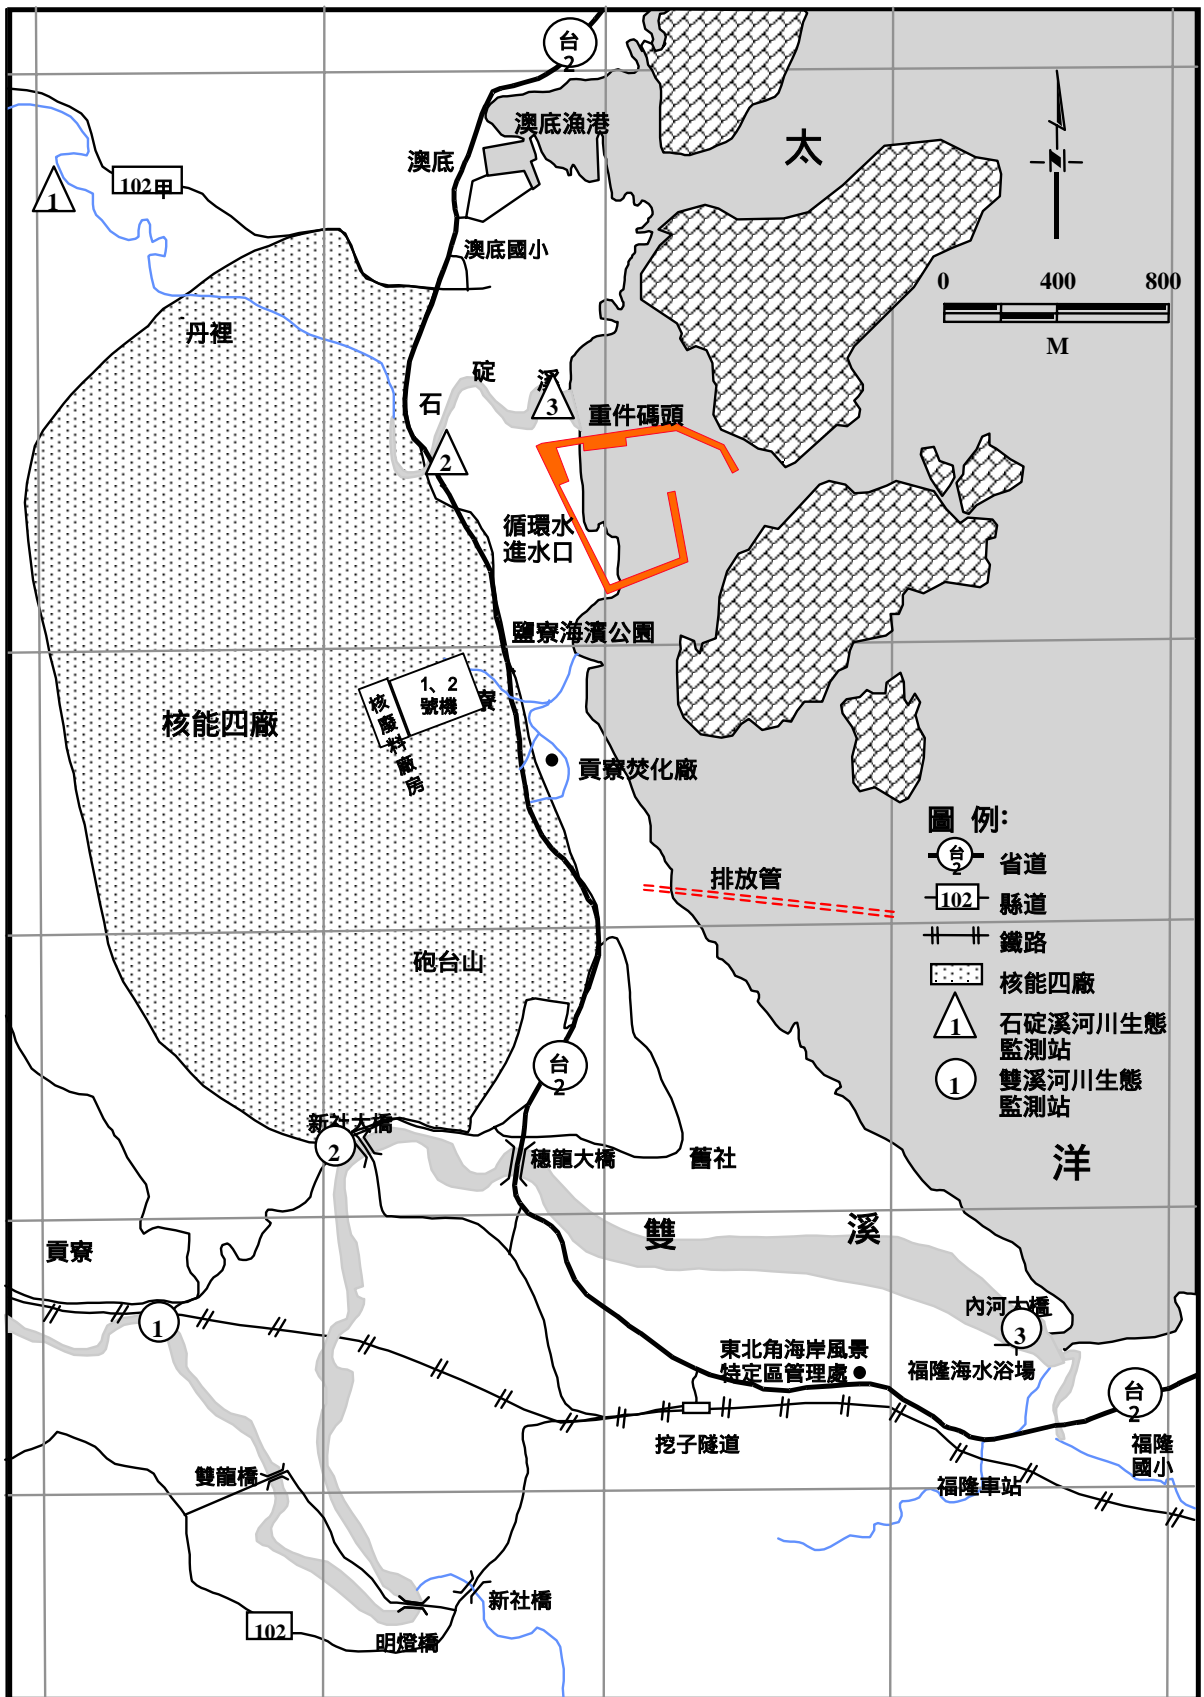 台
2
澳底漁港
太
澳底
102甲
1
澳底國小
0 400 800
M
丹裡
碇
溪
石
3
重件碼頭
2
循環水
進水口
鹽寮海濱公園
1、2
號機
寮
核廢料廠房
核能四廠
貢寮焚化廠
圖 例:
台
2
省道
排放管
102
縣道
鐵路
砲台山
核能四廠
1
石碇溪河川生態
監測站
台
2
1
雙溪河川生態
監測站
新社大橋
2
穗龍大橋
舊社
洋
雙
溪
貢寮
內河大橋
1
3
東北角海岸風景
特定區管理處
福隆海水浴場
台
2
挖子隧道
福隆
國小
雙龍橋
福隆車站
新社橋
102
明燈橋